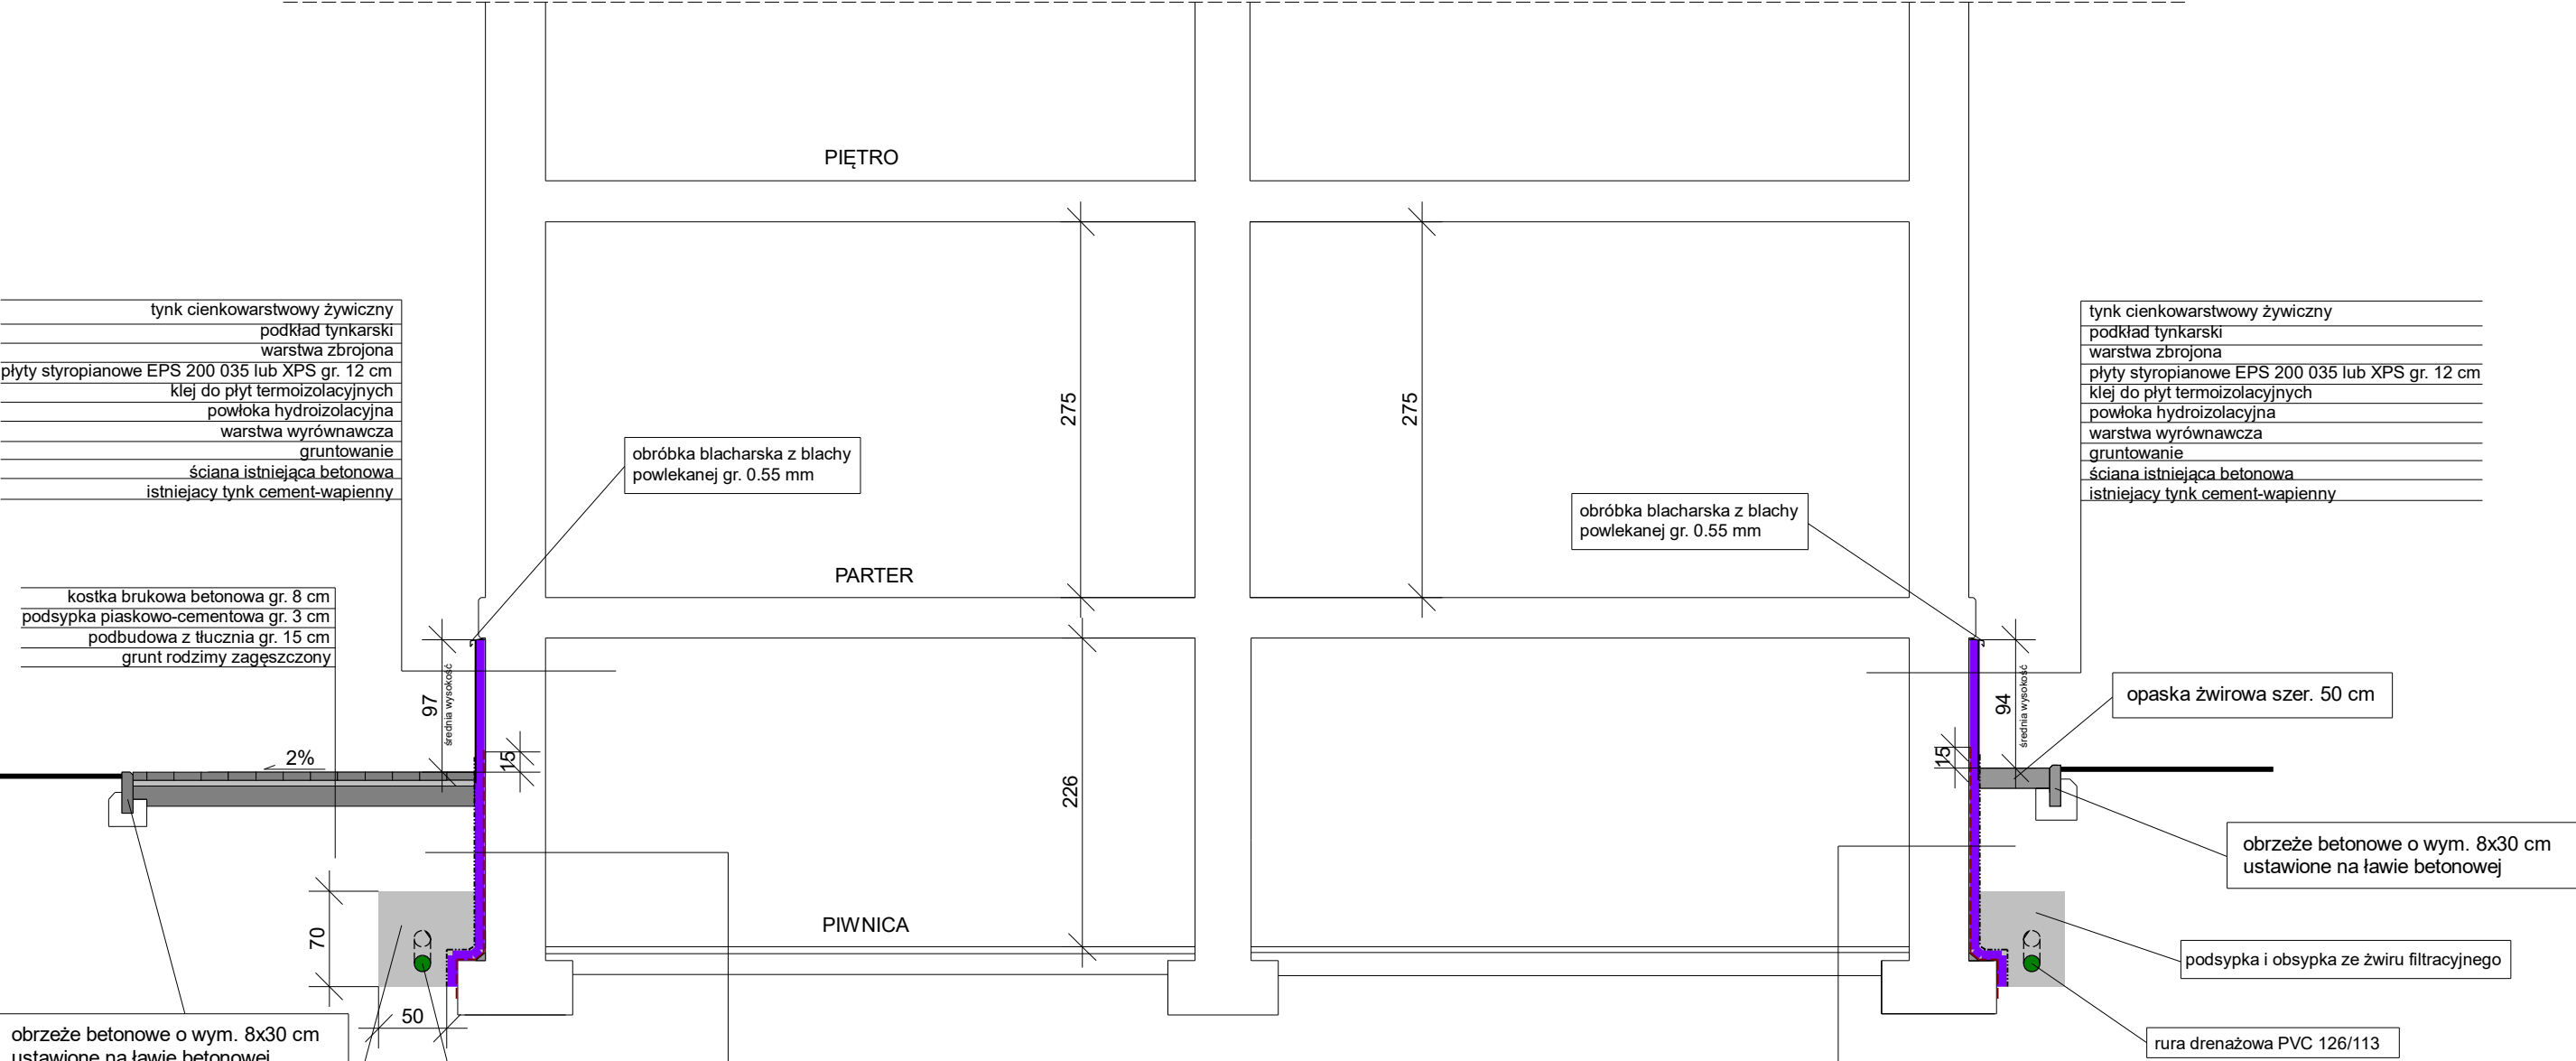 PIĘTRO
tynk cienkowarstwowy żywiczny
podkład tynkarski
warstwa zbrojona
płyty styropianowe EPS 200 035 lub XPS gr. 12 cm
klej do płyt termoizolacyjnych
powłoka hydroizolacyjna
warstwa wyrównawcza
gruntowanie
ściana istniejąca betonowa
istniejacy tynk cement-wapienny
275
275
tynk cienkowarstwowy żywiczny
podkład tynkarski
warstwa zbrojona
płyty styropianowe EPS 200 035 lub XPS gr. 12 cm
klej do płyt termoizolacyjnych
powłoka hydroizolacyjna
warstwa wyrównawcza
gruntowanie
ściana istniejąca betonowa
istniejacy tynk cement-wapienny
obróbka blacharska z blachy
powlekanej gr. 0.55 mm
obróbka blacharska z blachy
powlekanej gr. 0.55 mm
PARTER
kostka brukowa betonowa gr. 8 cm
podsypka piaskowo-cementowa gr. 3 cm
podbudowa z tłucznia gr. 15 cm
grunt rodzimy zagęszczony
97
średnia wysokość
94
średnia wysokość
opaska żwirowa szer. 50 cm
2%
15
15
226
obrzeże betonowe o wym. 8x30 cm
ustawione na ławie betonowej
PIWNICA
70
podsypka i obsypka ze żwiru filtracyjnego
50
obrzeże betonowe o wym. 8x30 cm
ustawione na ławie betonowej
rura drenażowa PVC 126/113